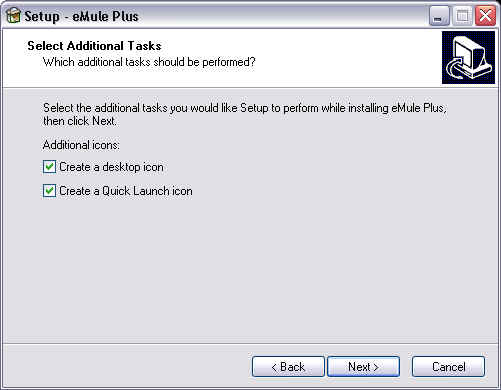 Setup - eMule Plus
Select Additional Tasks
Which additional tasks should be performed?
Select the additional tasks you would like Setup to perform while installing eMule Plus,
then click Next.
Additional icons:
Create a desktop icon
Create a Quick Launch icon
< Back
Next >
Cancel